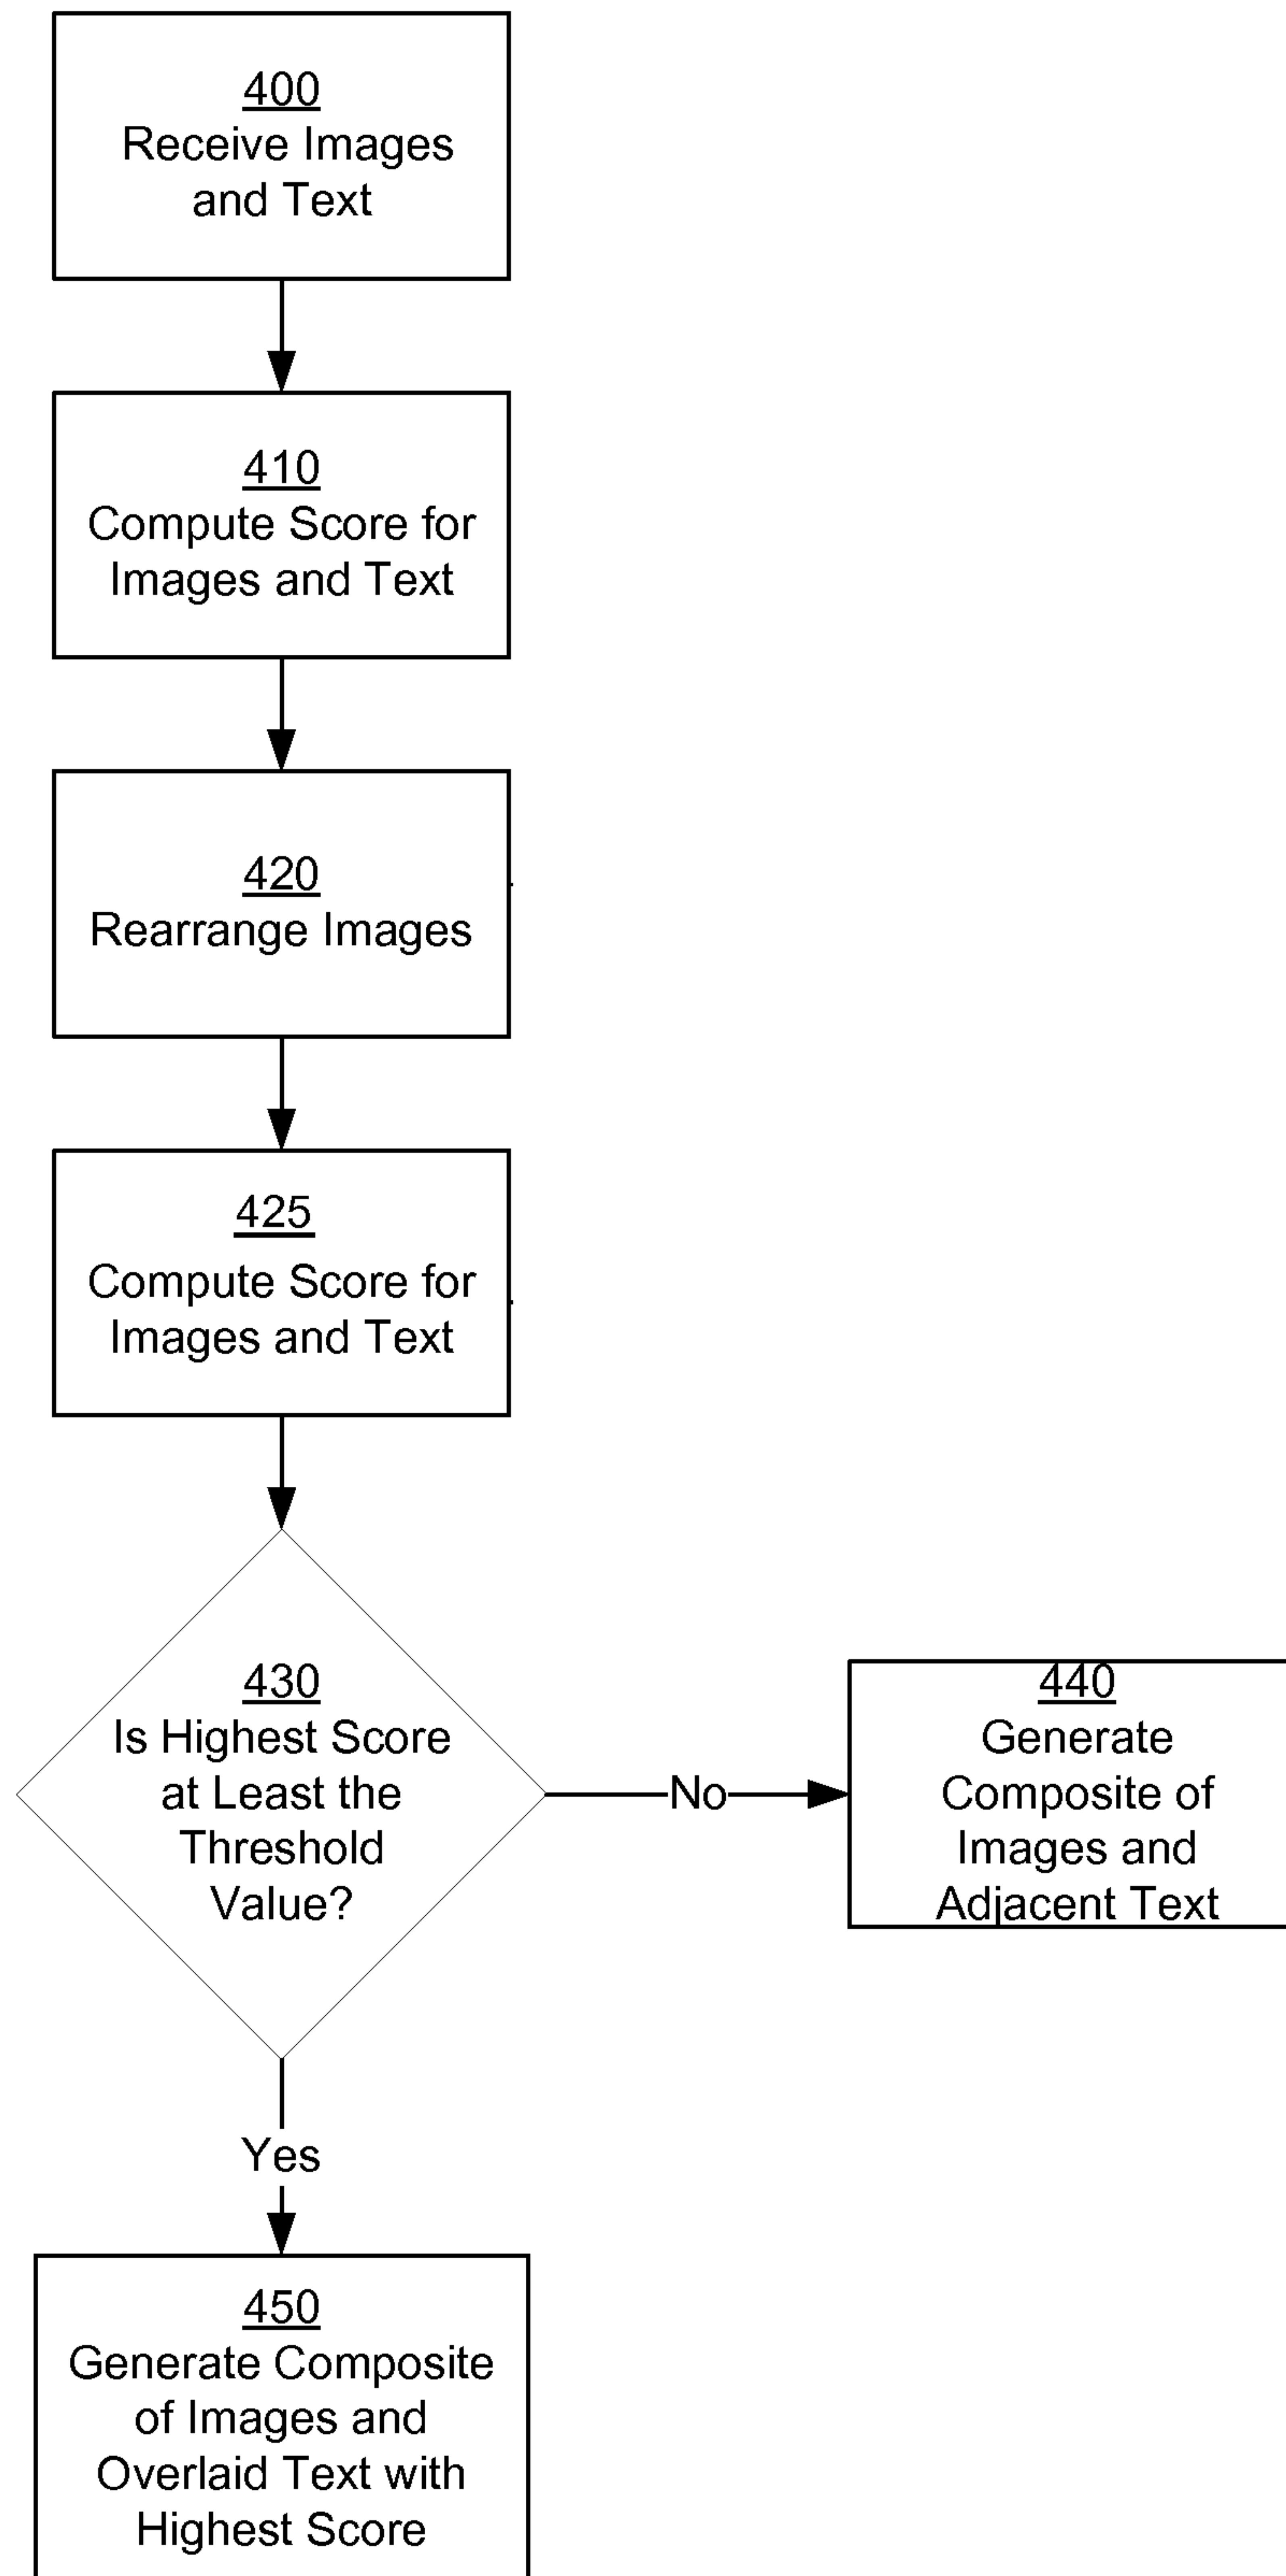 400
Receive Images
and Text
410
Compute Score for
Images and Text
420
Rearrange Images
425
Compute Score for
Images and Text
430
Is Highest Score
at Least the
Threshold
Value?
No
440
Generate
Composite of
Images and
Adjacent Text
Yes
450
Generate Composite
of Images and
Overlaid Text with
Highest Score